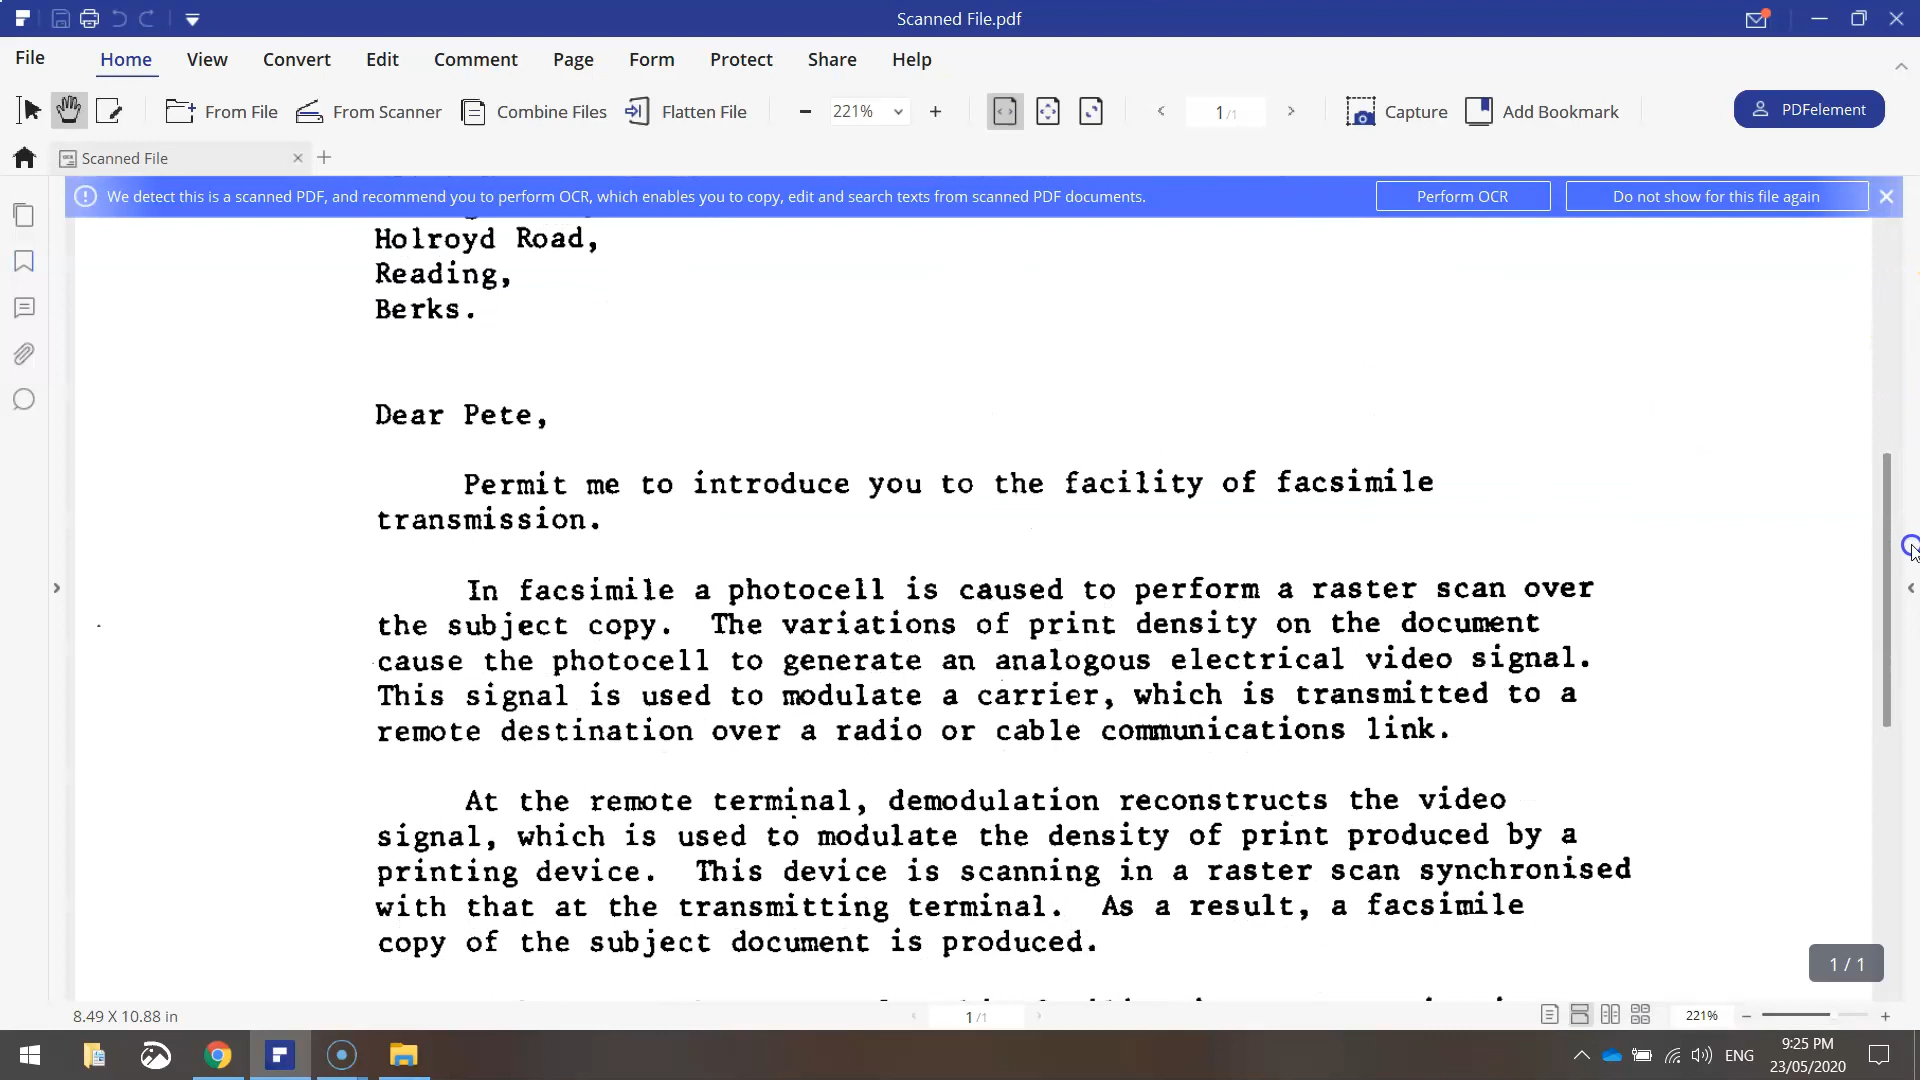 Scanned File.pdf
File Home View Convert Edit Comment Page Form Protect Share Help
From File From Scanner Combine Files Flatten File 221% 1/1 Capture Add Bookmark PDFelement
Scanned File
We detect this is a scanned PDF, and recommend you to perform OCR, which enables you to copy, edit and search texts from scanned PDF documents. Perform OCR Do not show for this file again
Holroyd Road,
Reading,
Berks.
Dear Pete,
Permit me to introduce you to the facility of facsimile
transmission.
In facsimile a photocell is caused to perform a raster scan over
the subject copy. The variations of print density on the document
cause the photocell to generate an analogous electrical video signal.
This signal is used to modulate a carrier, which is transmitted to a
remote destination over a radio or cable communications link.
At the remote terminal, demodulation reconstructs the video
signal, which is used to modulate the density of print produced by a
printing device. This device is scanning in a raster scan synchronised
with that at the transmitting terminal. As a result, a facsimile
copy of the subject document is produced.
1 / 1
8.49 X 10.88 in 1/1 221%
ENG 9:25 PM
23/05/2020